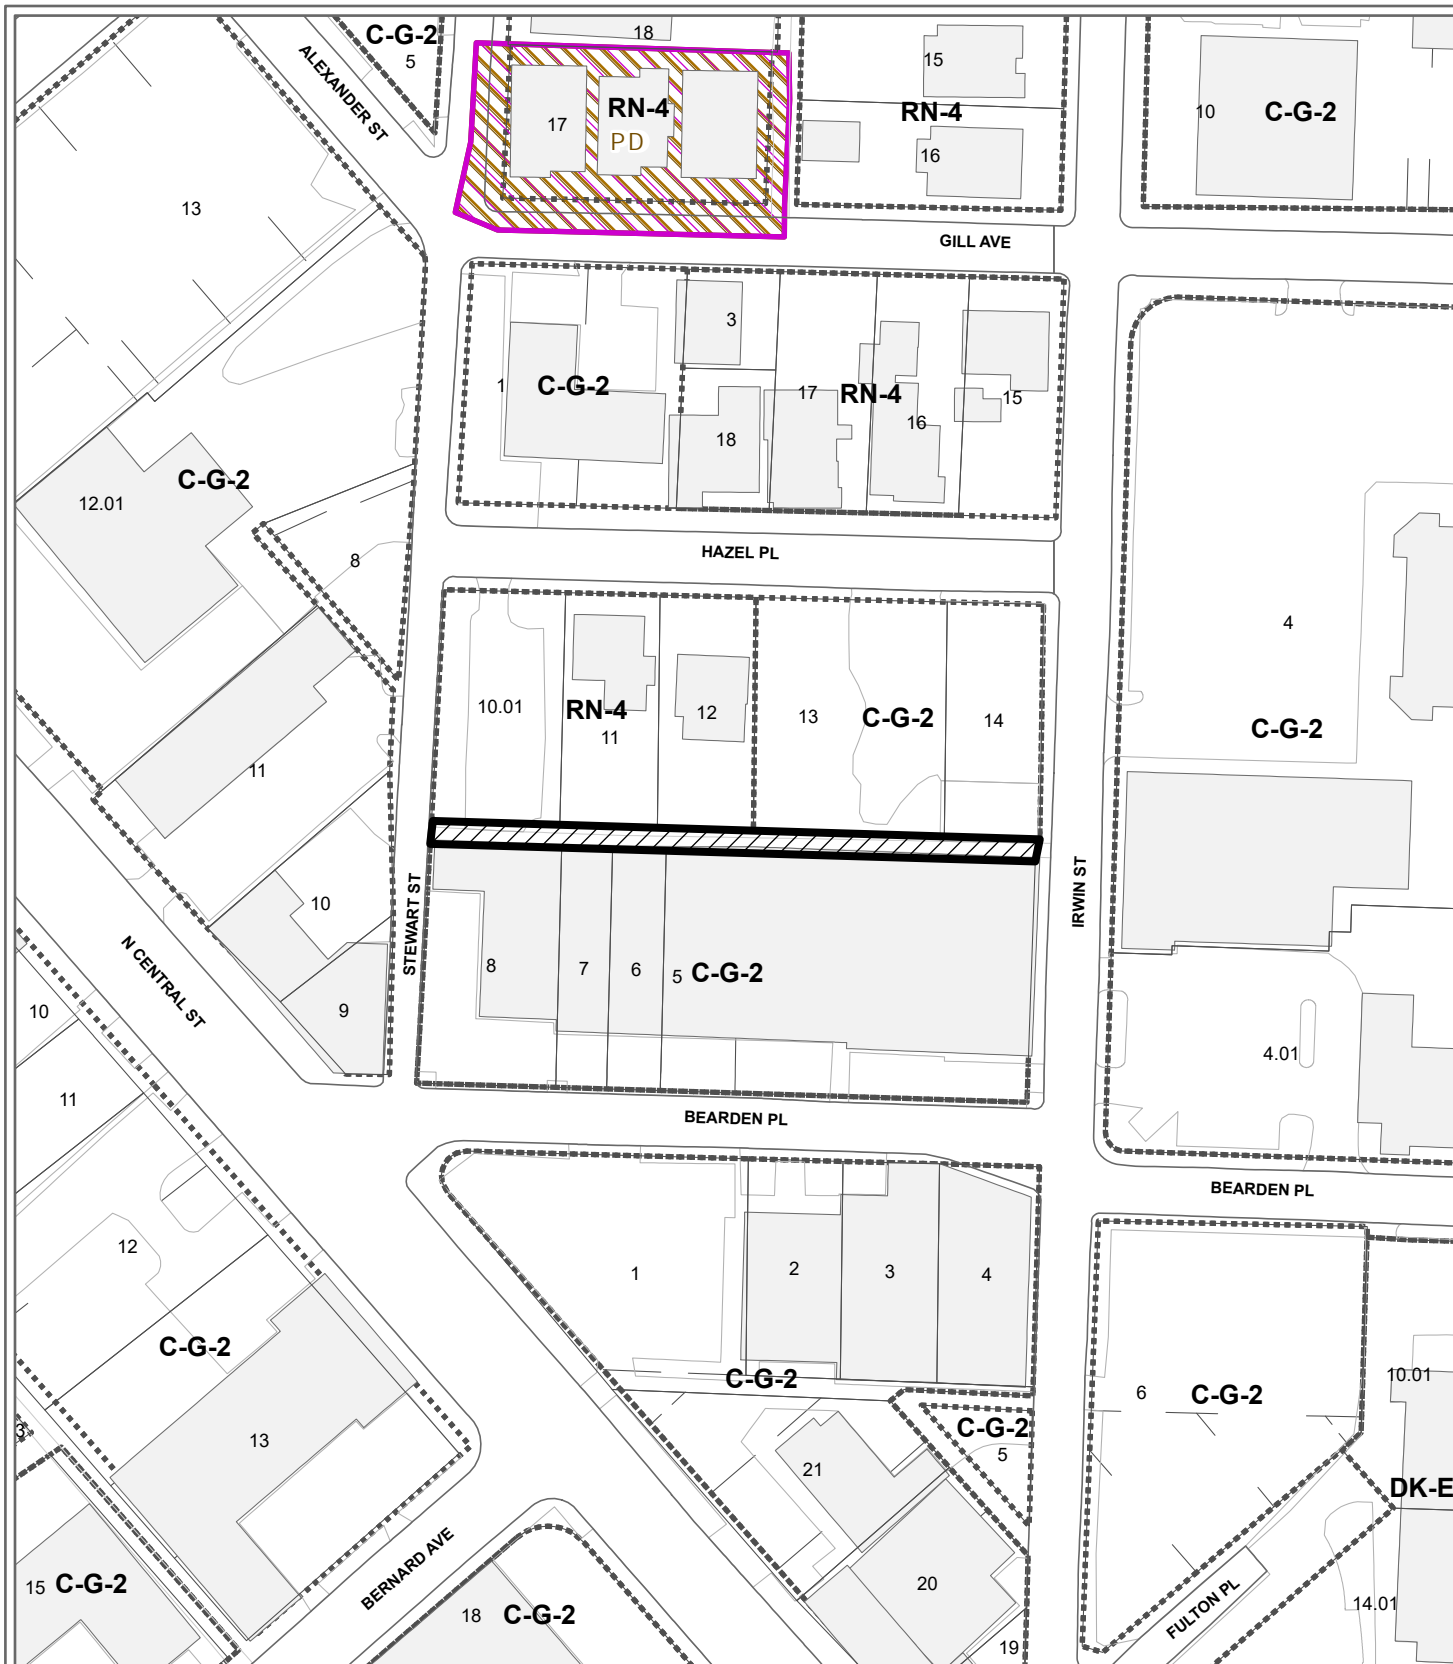 C-G-2
5
18
ALEXANDER ST
17
RN-4
PD
15
RN-4
16
10
C-G-2
13
GILL AVE
3
1
C-G-2
17
RN-4
15
16
18
C-G-2
12.01
8
HAZEL PL
4
10.01
RN-4
11
12
13
C-G-2
14
C-G-2
11
10
STEWART ST
IRWIN ST
N CENTRAL ST
8
7
6
5
C-G-2
9
10
4.01
11
BEARDEN PL
BEARDEN PL
12
1
2
3
4
C-G-2
C-G-2
6
C-G-2
10.01
C-G-2
5
3
13
21
DK-E
BERNARD AVE
15
C-G-2
18
C-G-2
20
FULTON PL
14.01
19